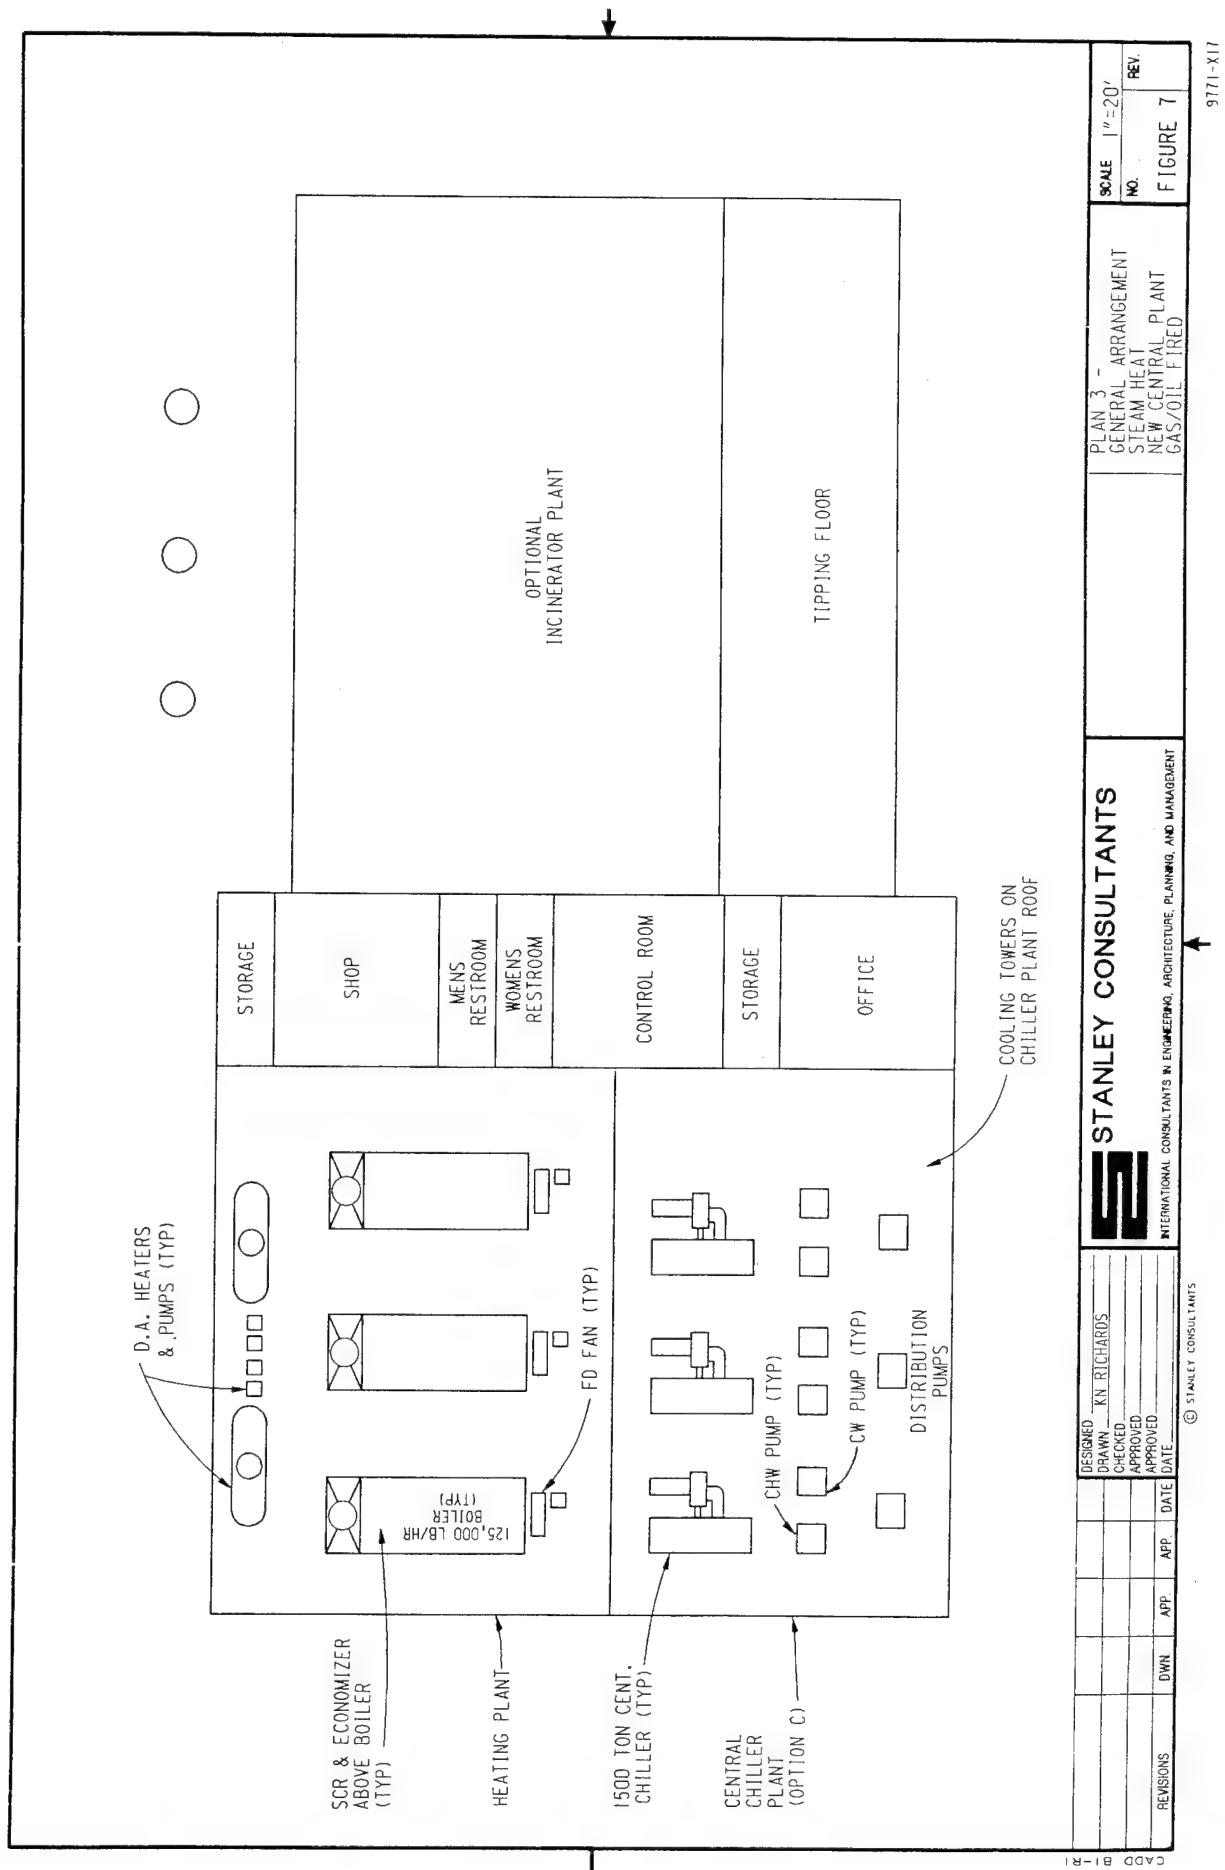 D.A. HEATERS
& PUMPS (TYP)
SCR & ECONOMIZER
ABOVE BOILER
(TYP)
HEATING PLANT
1500 TON CENT.
CHILLER (TYP)
CENTRAL
CHILLER
PLANT
(OPTION C)
125,000 LB/HR
BOILER
(TYP)
FD FAN (TYP)
CHW PUMP (TYP)
CW PUMP (TYP)
DISTRIBUTION
PUMPS
COOLING TOWERS ON
CHILLER PLANT ROOF
STORAGE
SHOP
MENS
RESTROOM
WOMENS
RESTROOM
CONTROL ROOM
STORAGE
OFFICE
OPTIONAL
INCINERATOR PLANT
TIPPING FLOOR
REVISIONS
DWN.
APP.
APP.
DATE
DESIGNED
DRAWN KN RICHARDS
CHECKED
APPROVED
APPROVED
DATE
STANLEY CONSULTANTS
INTERNATIONAL CONSULTANTS IN ENGINEERING, ARCHITECTURE, PLANNING, AND MANAGEMENT
PLAN 3 -
GENERAL ARRANGEMENT
STEAM HEAT
NEW CENTRAL PLANT
GAS/OIL FIRED
SCALE 1"=20'
NO.
REV.
FIGURE 7
CADD B1-R1
© STANLEY CONSULTANTS
9771-X17